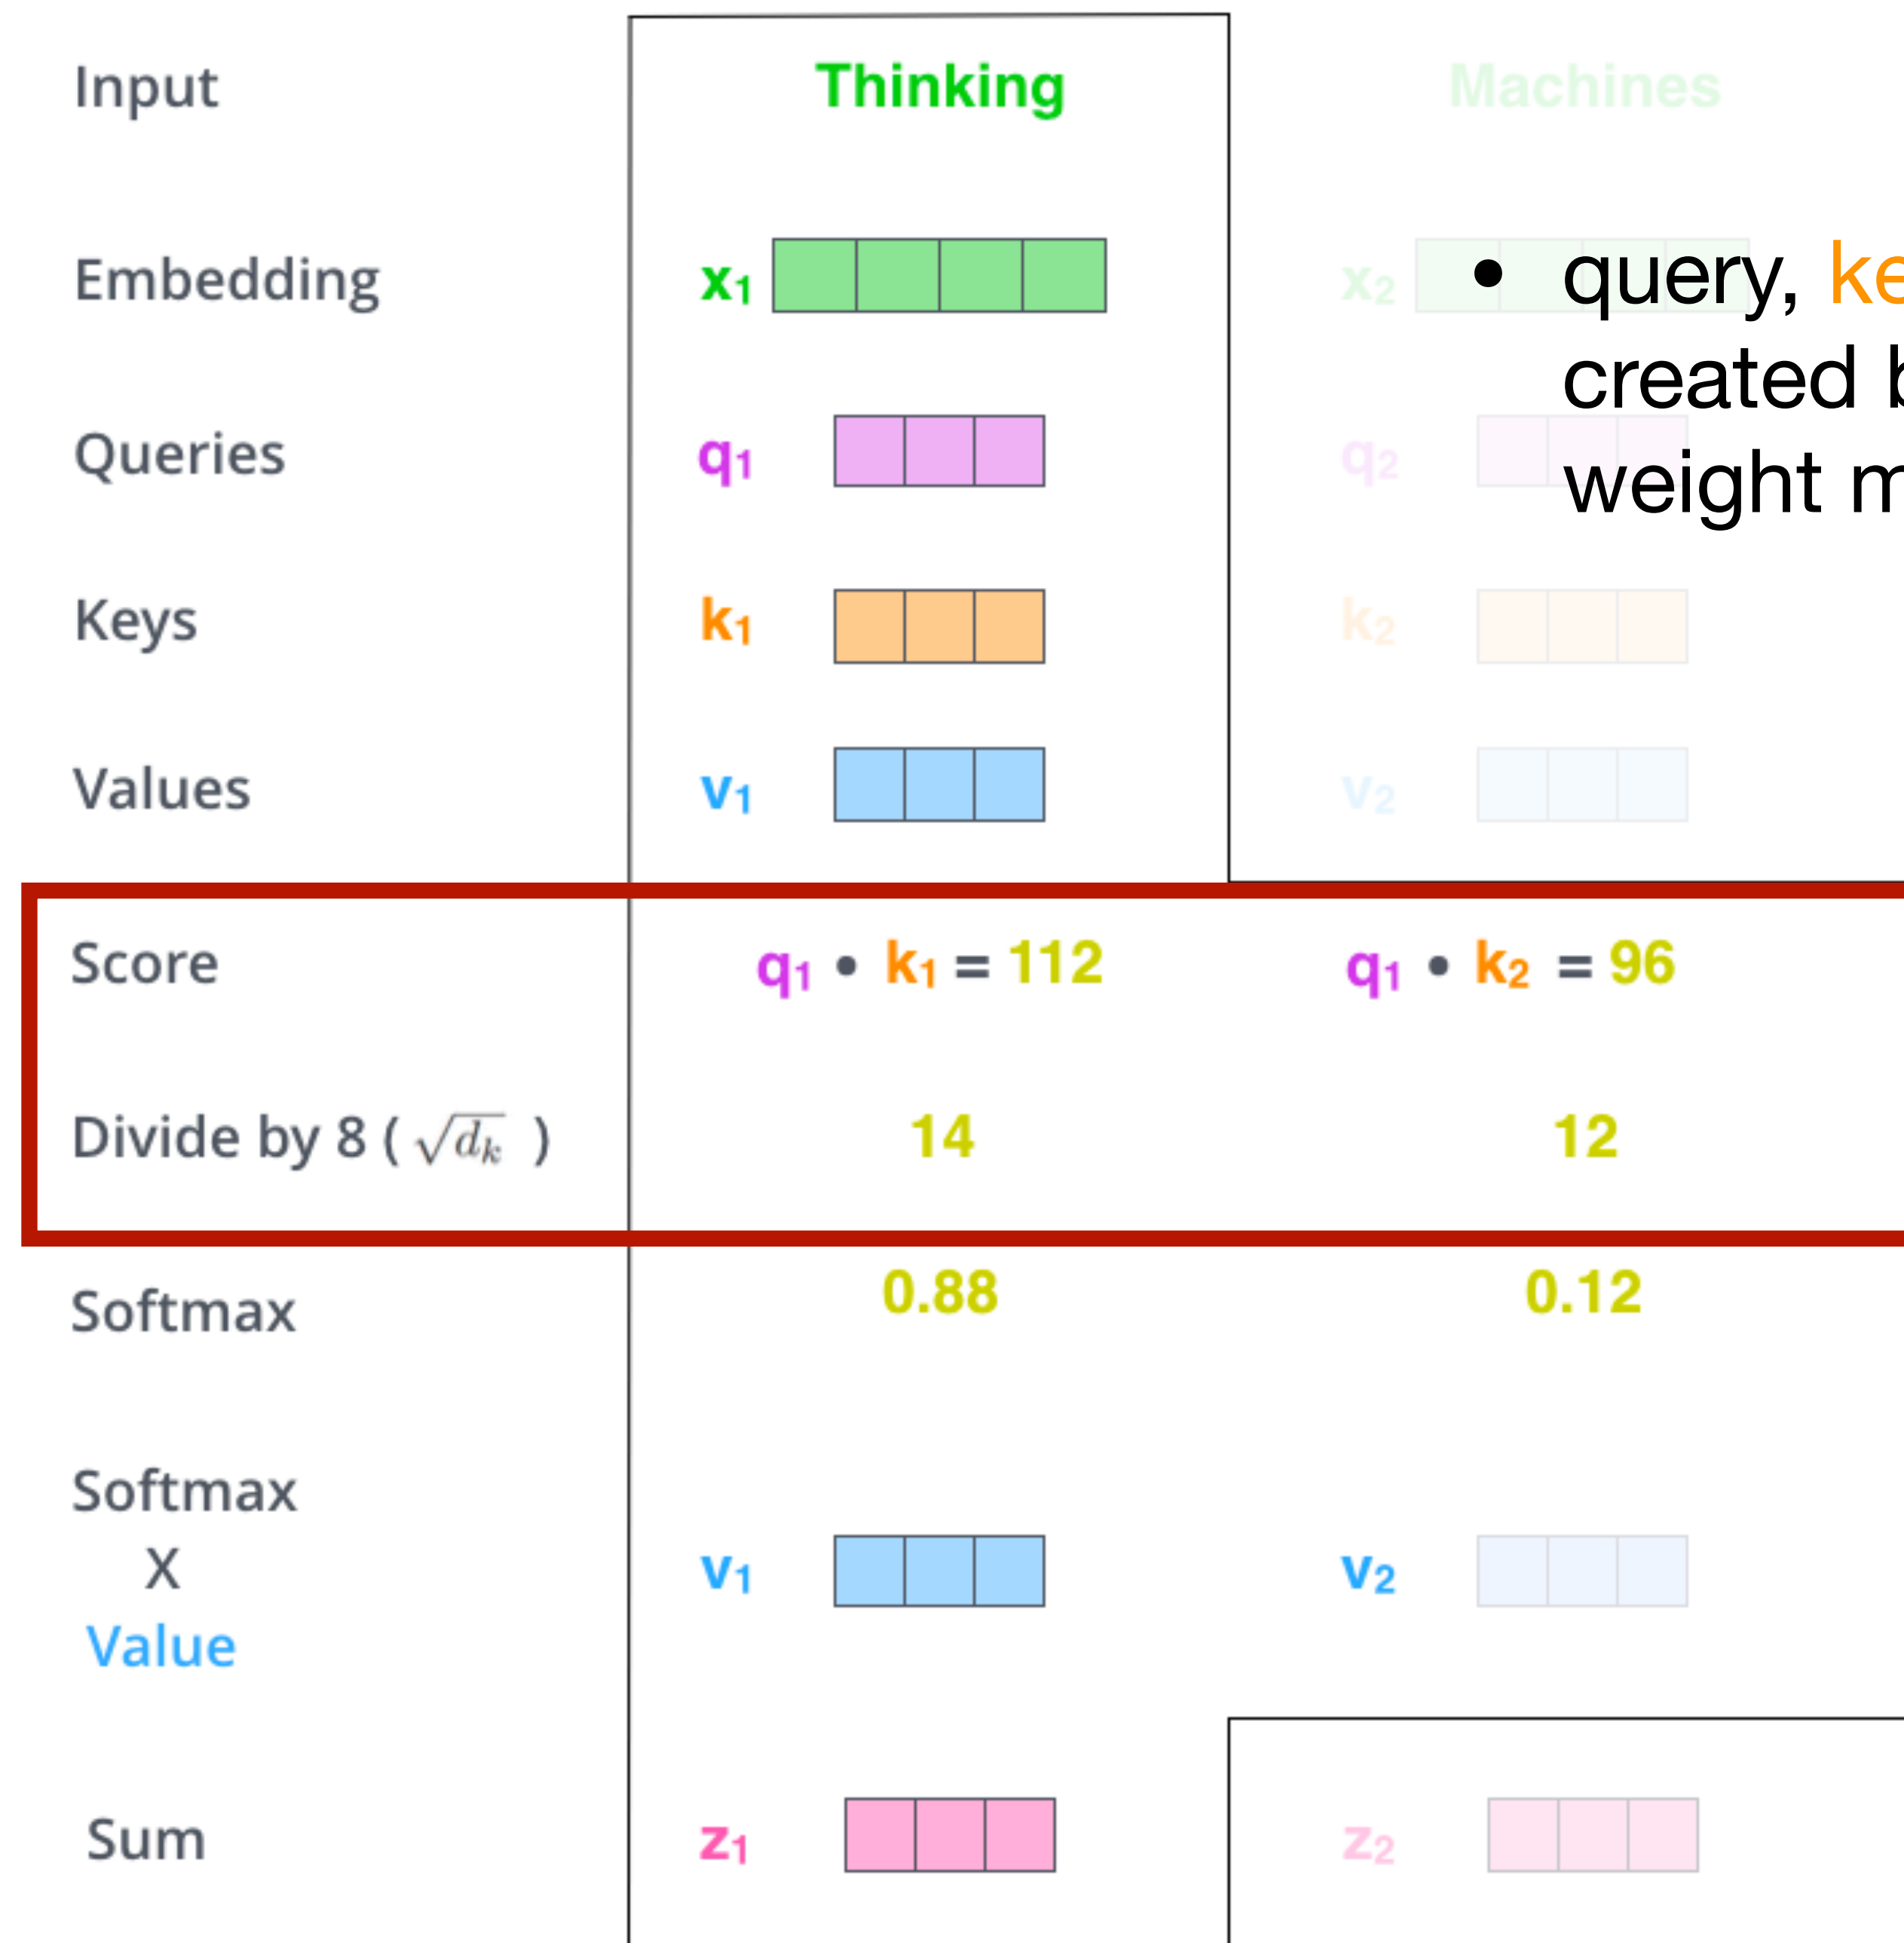 Input Thinking Machines
Embedding x1 x2
• query,
created
weight
Queries q1 q2
Keys k1 k2
Values v1 v2
Score q1 • k1 = 112 q1 • k2 = 96
Divide by 8 ( √dk ) 14 12
Softmax 0.88 0.12
Softmax
X
Value
v1 v2
Sum z1 z2